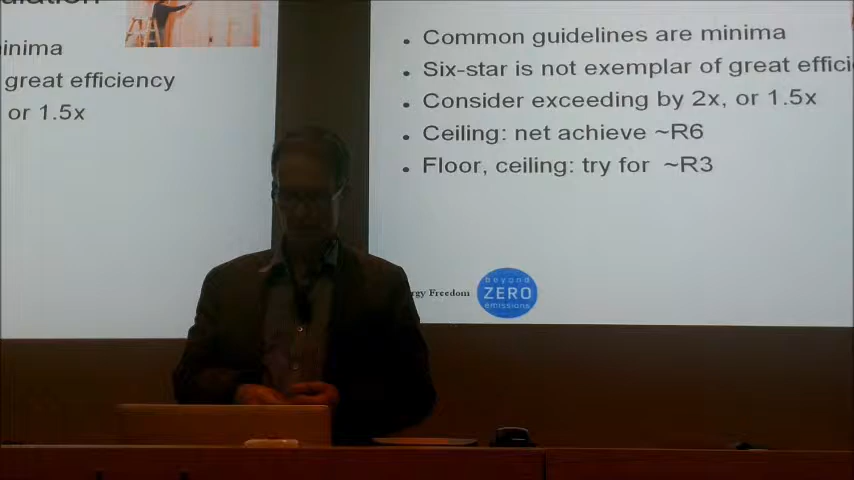 inima
great efficiency
or 1.5x
Common guidelines are minima
Six-star is not exemplar of great effici
Consider exceeding by 2x, or 1.5x
Ceiling: net achieve ~R6
Floor, ceiling: try for ~R3
rgy Freedom
beyond
ZERO
emissions